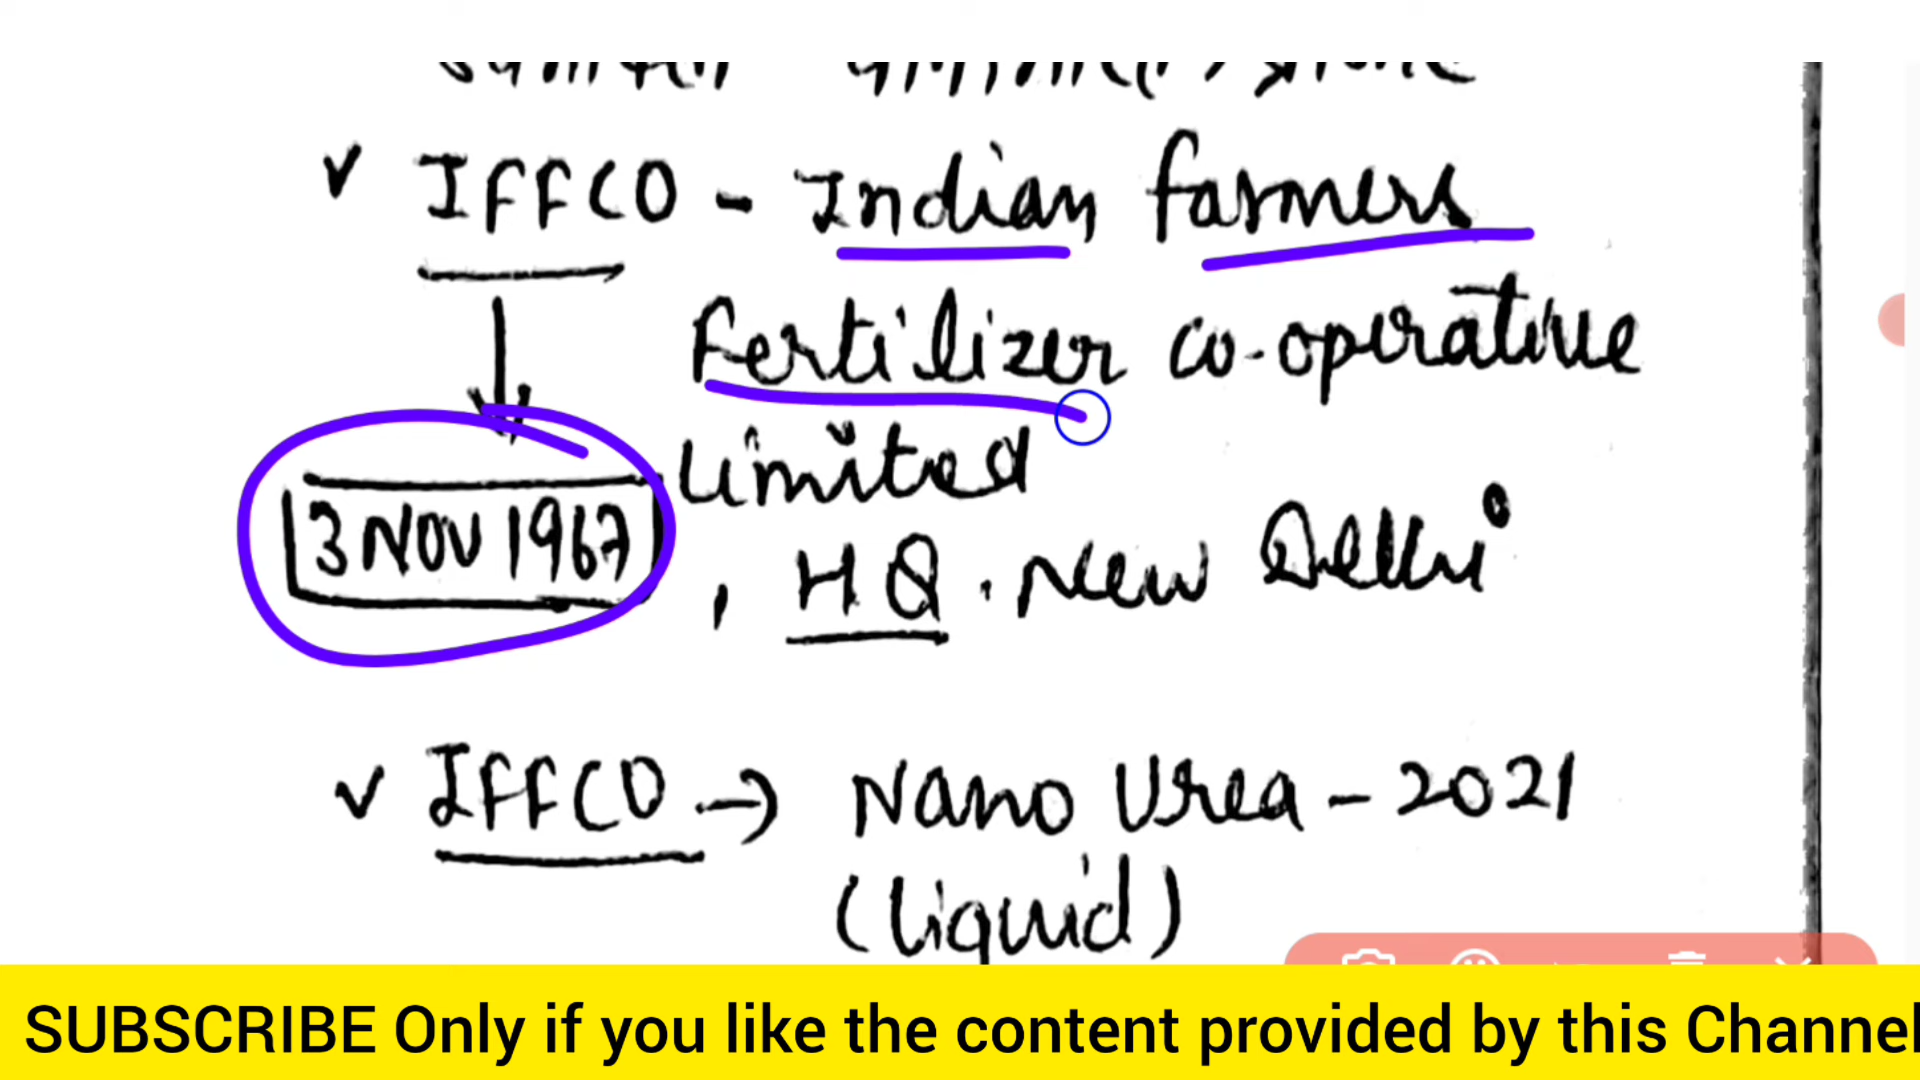 ✓ IFFCO - Indian farmers
Fertilizer co-operative
Limited
3 NOV 1967
, HQ. New Delhi
✓ IFFCO → Nano Urea - 2021
(liquid)
SUBSCRIBE Only if you like the content provided by this Channel